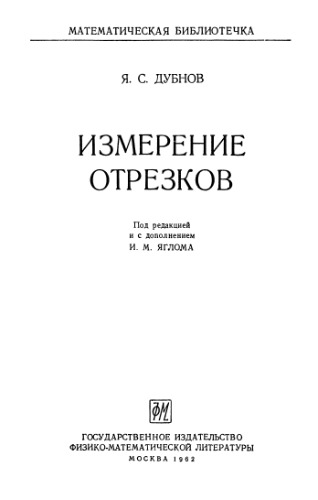 МАТЕМАТИЧЕСКАЯ БИБЛИОТЕЧКА
Я. С. ДУБНОВ
ИЗМЕРЕНИЕ
ОТРЕЗКОВ
Под редакцией
и с дополнением
И. М. ЯГЛОМА
ФМ
ГОСУДАРСТВЕННОЕ ИЗДАТЕЛЬСТВО
ФИЗИКО-МАТЕМАТИЧЕСКОЙ ЛИТЕРАТУРЫ
МОСКВА 1962